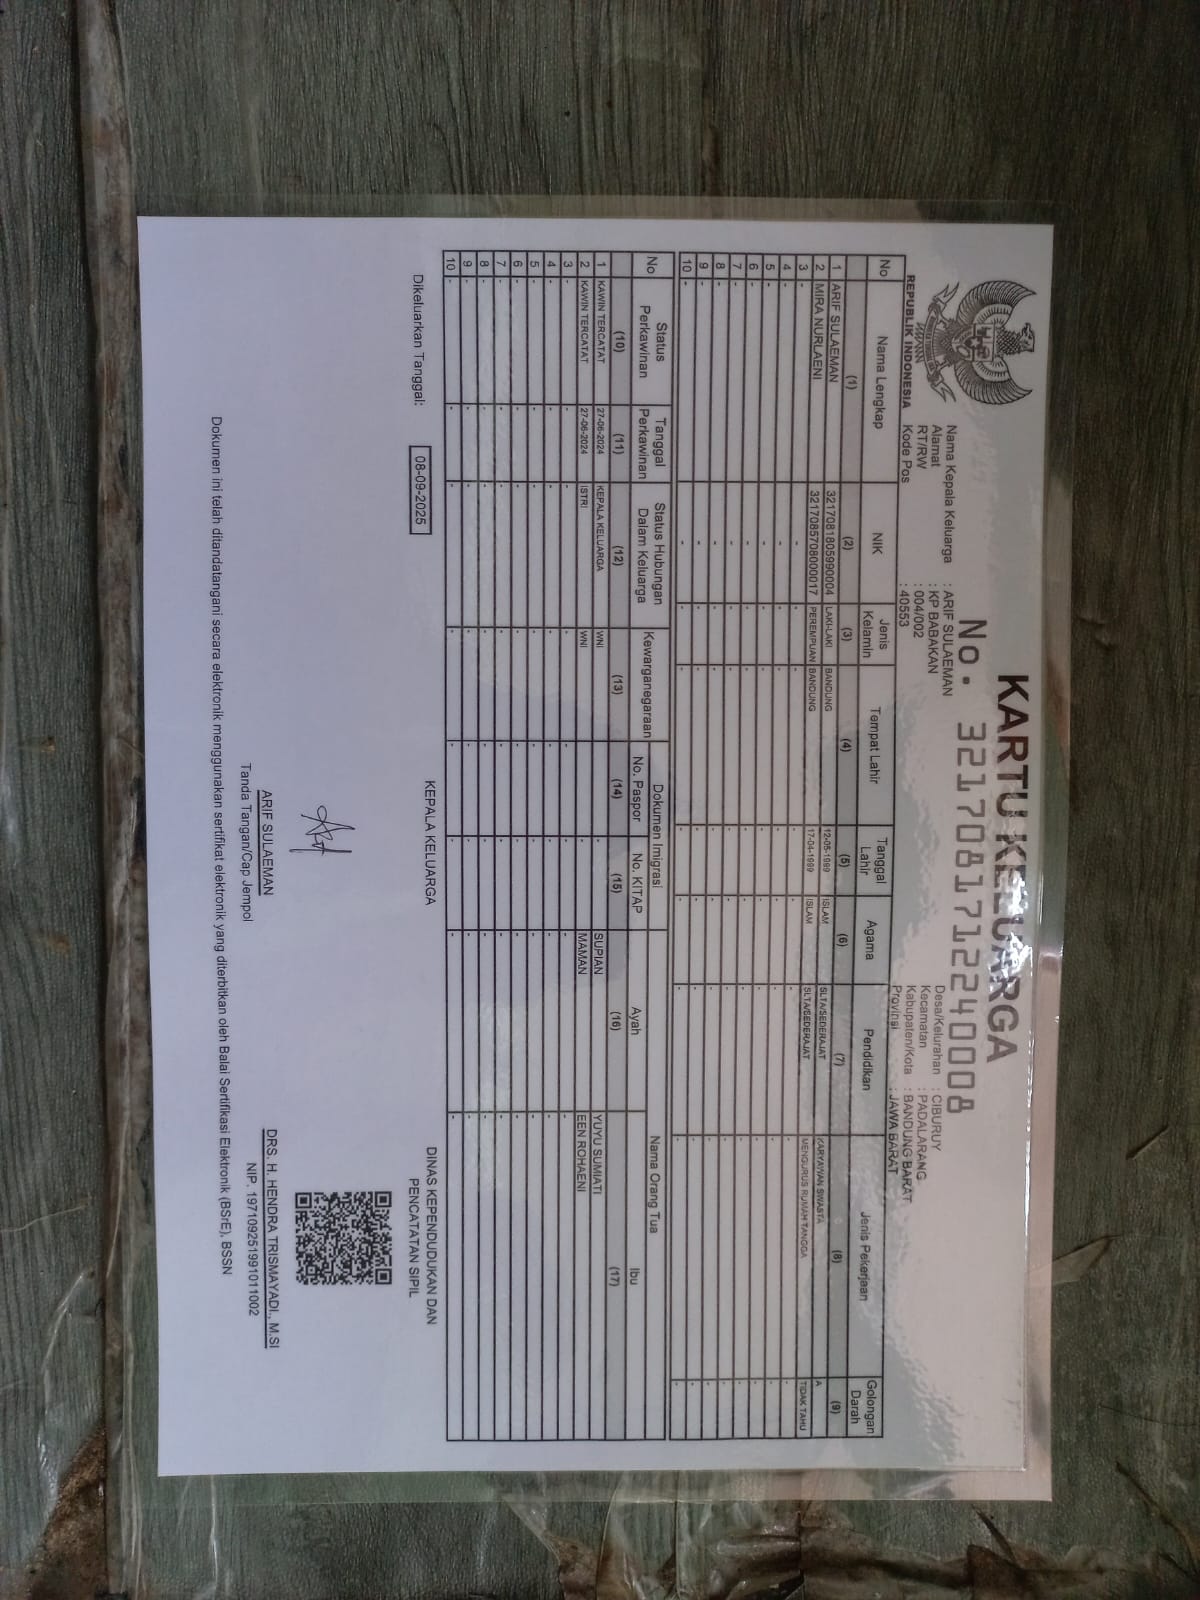 KARTU KELUARGA
No. 3217081712240008
REPUBLIK INDONESIA
Nama Kepala Keluarga : ARIF SULAEMAN
Alamat : KP BABAKAN
RT/RW : 004/002
Kode Pos : 40553
Desa/Kelurahan : CIBURUY
Kecamatan : PADALARANG
Kabupaten/Kota : BANDUNG BARAT
Provinsi : JAWA BARAT
No Nama Lengkap NIK Jenis Kelamin Tempat Lahir Tanggal Lahir Agama Pendidikan Jenis Pekerjaan Golongan Darah
(1) (2) (3) (4) (5) (6) (7) (8) (9)
1 ARIF SULAEMAN 3217081805990004 LAKI-LAKI BANDUNG ISLAM SLTA/SEDERAJAT KARYAWAN SWASTA A
2 MIRA NURLAENI 3217085708000017 PEREMPUAN BANDUNG 17-04-1999 ISLAM SLTA/SEDERAJAT MENGURUS RUMAH TANGGA TIDAK TAHU
3 - - - - - - - - -
4 - - - - - - - - -
5 - - - - - - - - -
6 - - - - - - - - -
7 - - - - - - - - -
8 - - - - - - - - -
9 - - - - - - - - -
10 - - - - - - - - -
No Status Perkawinan Tanggal Perkawinan Status Hubungan Dalam Keluarga Kewarganegaraan Dokumen Imigrasi Nama Orang Tua
No. Paspor No. KITAP Ayah Ibu
(10) (11) (12) (13) (14) (15) (16) (17)
1 KAWIN TERCATAT 27-06-2024 KEPALA KELUARGA WNI - - SUPIAN YUYU SUMIATI
2 KAWIN TERCATAT 27-06-2024 ISTRI WNI - - MAMAN EEN ROHAENI
3 - - - - - - - -
4 - - - - - - - -
5 - - - - - - - -
6 - - - - - - - -
7 - - - - - - - -
8 - - - - - - - -
9 - - - - - - - -
10 - - - - - - - -
Dikeluarkan Tanggal: 08-09-2025
KEPALA KELUARGA
ARIF SULAEMAN
Tanda Tangan/Cap Jempol
DINAS KEPENDUDUKAN DAN
PENCATATAN SIPIL
DRS. H. HENDRA TRISMAYADI., M.SI
NIP. 197109251991011002
Dokumen ini telah ditandatangani secara elektronik menggunakan sertifikat elektronik yang diterbitkan oleh Balai Sertifikasi Elektronik (BSrE), BSSN